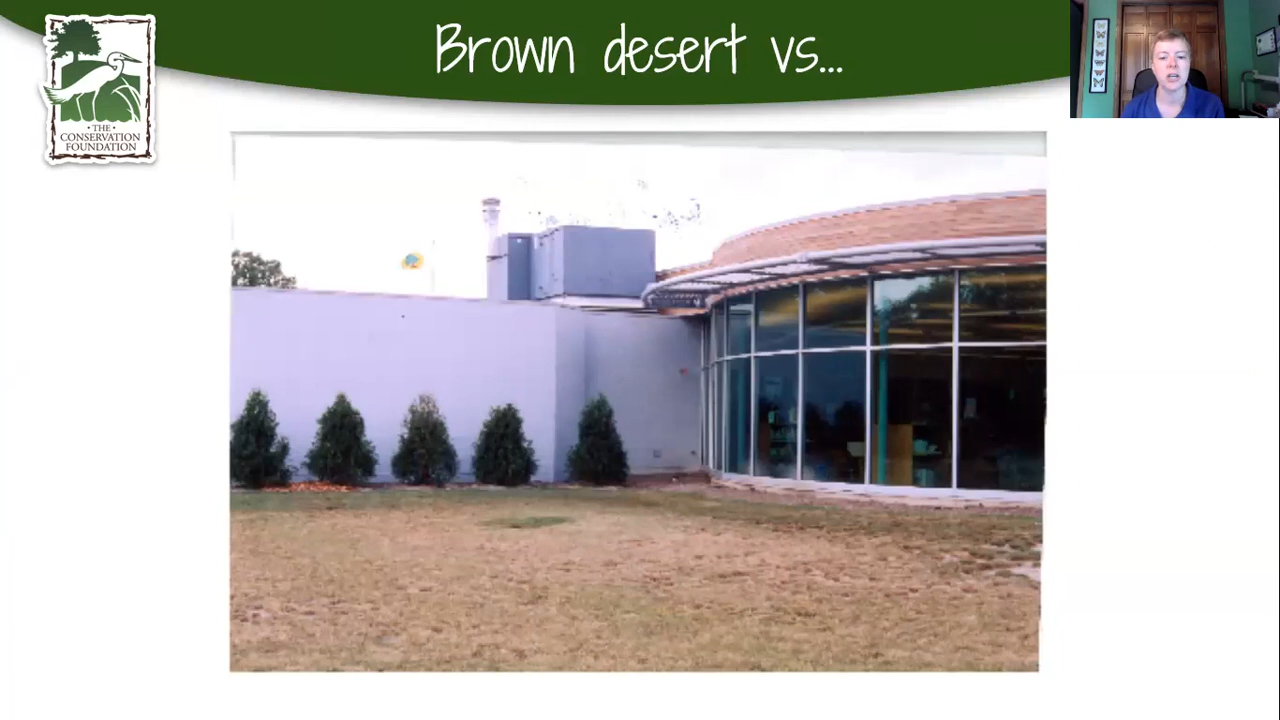 Brown desert vs...
• THE •
CONSERVATION
FOUNDATION